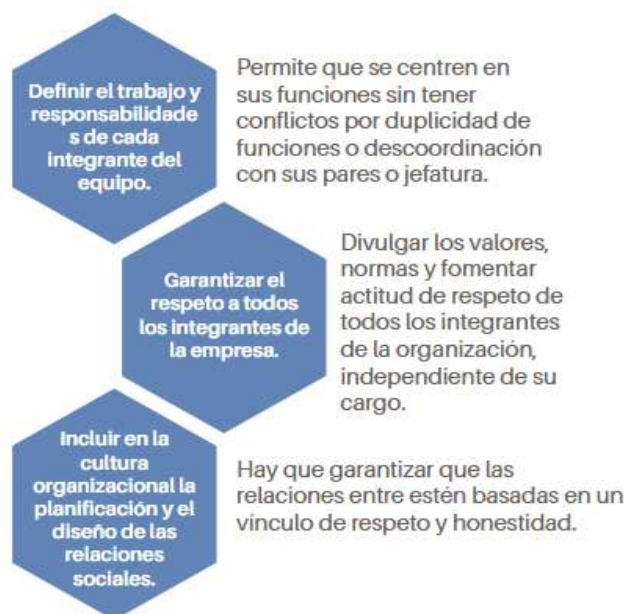 Definir el trabajo y
responsabilidade
s de cada
integrante del
equipo.
Permite que se centren en
sus funciones sin tener
conflictos por duplicidad de
funciones o descoordinación
con sus pares o jefatura.
Garantizar el
respeto a todos
los integrantes de
la empresa.
Divulgar los valores,
normas y fomentar
actitud de respeto de
todos los integrantes
de la organización,
independiente de su
cargo.
Incluir en la
cultura
organizacional la
planificación y el
diseño de las
relaciones
sociales.
Hay que garantizar que las
relaciones entre estén basadas en un
vínculo de respeto y honestidad.